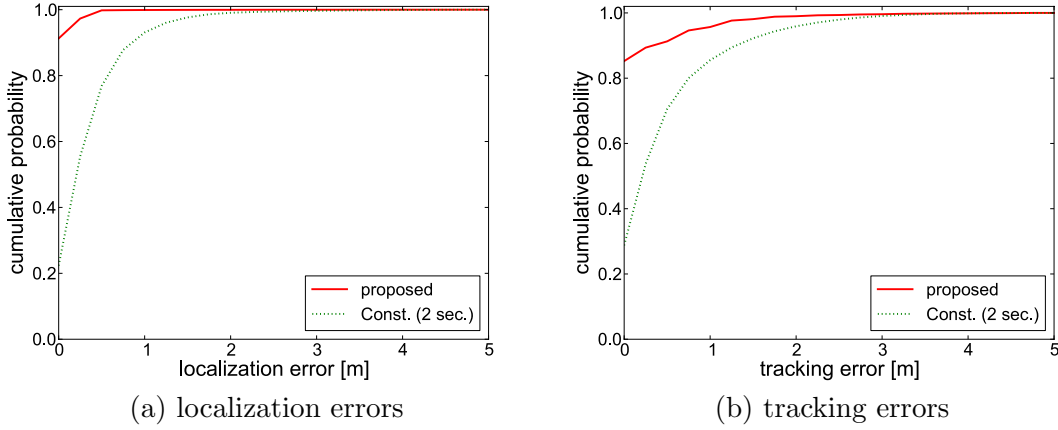 cumulative probability
1.0
0.8
0.6
0.4
0.2
0.0
0 1 2 3 4 5
localization error [m]
proposed
Const. (2 sec.)
(a) localization errors
cumulative probability
1.0
0.8
0.6
0.4
0.2
0.0
0 1 2 3 4 5
tracking error [m]
proposed
Const. (2 sec.)
(b) tracking errors